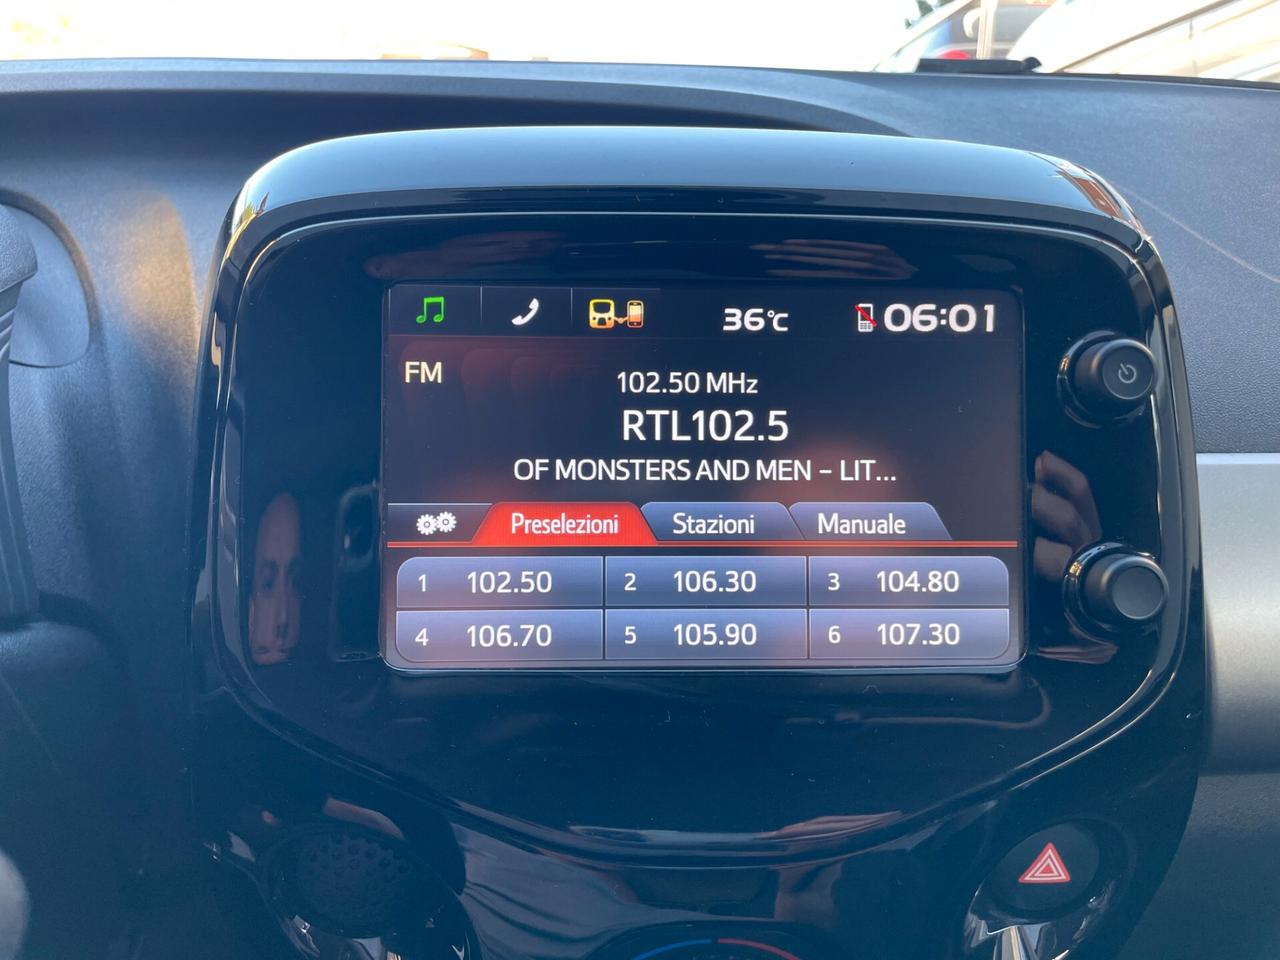 36°C 06:01
FM
102.50 MHz
RTL102.5
OF MONSTERS AND MEN - LIT...
Preselezioni Stazioni Manuale
1 102.50 2 106.30 3 104.80
4 106.70 5 105.90 6 107.30